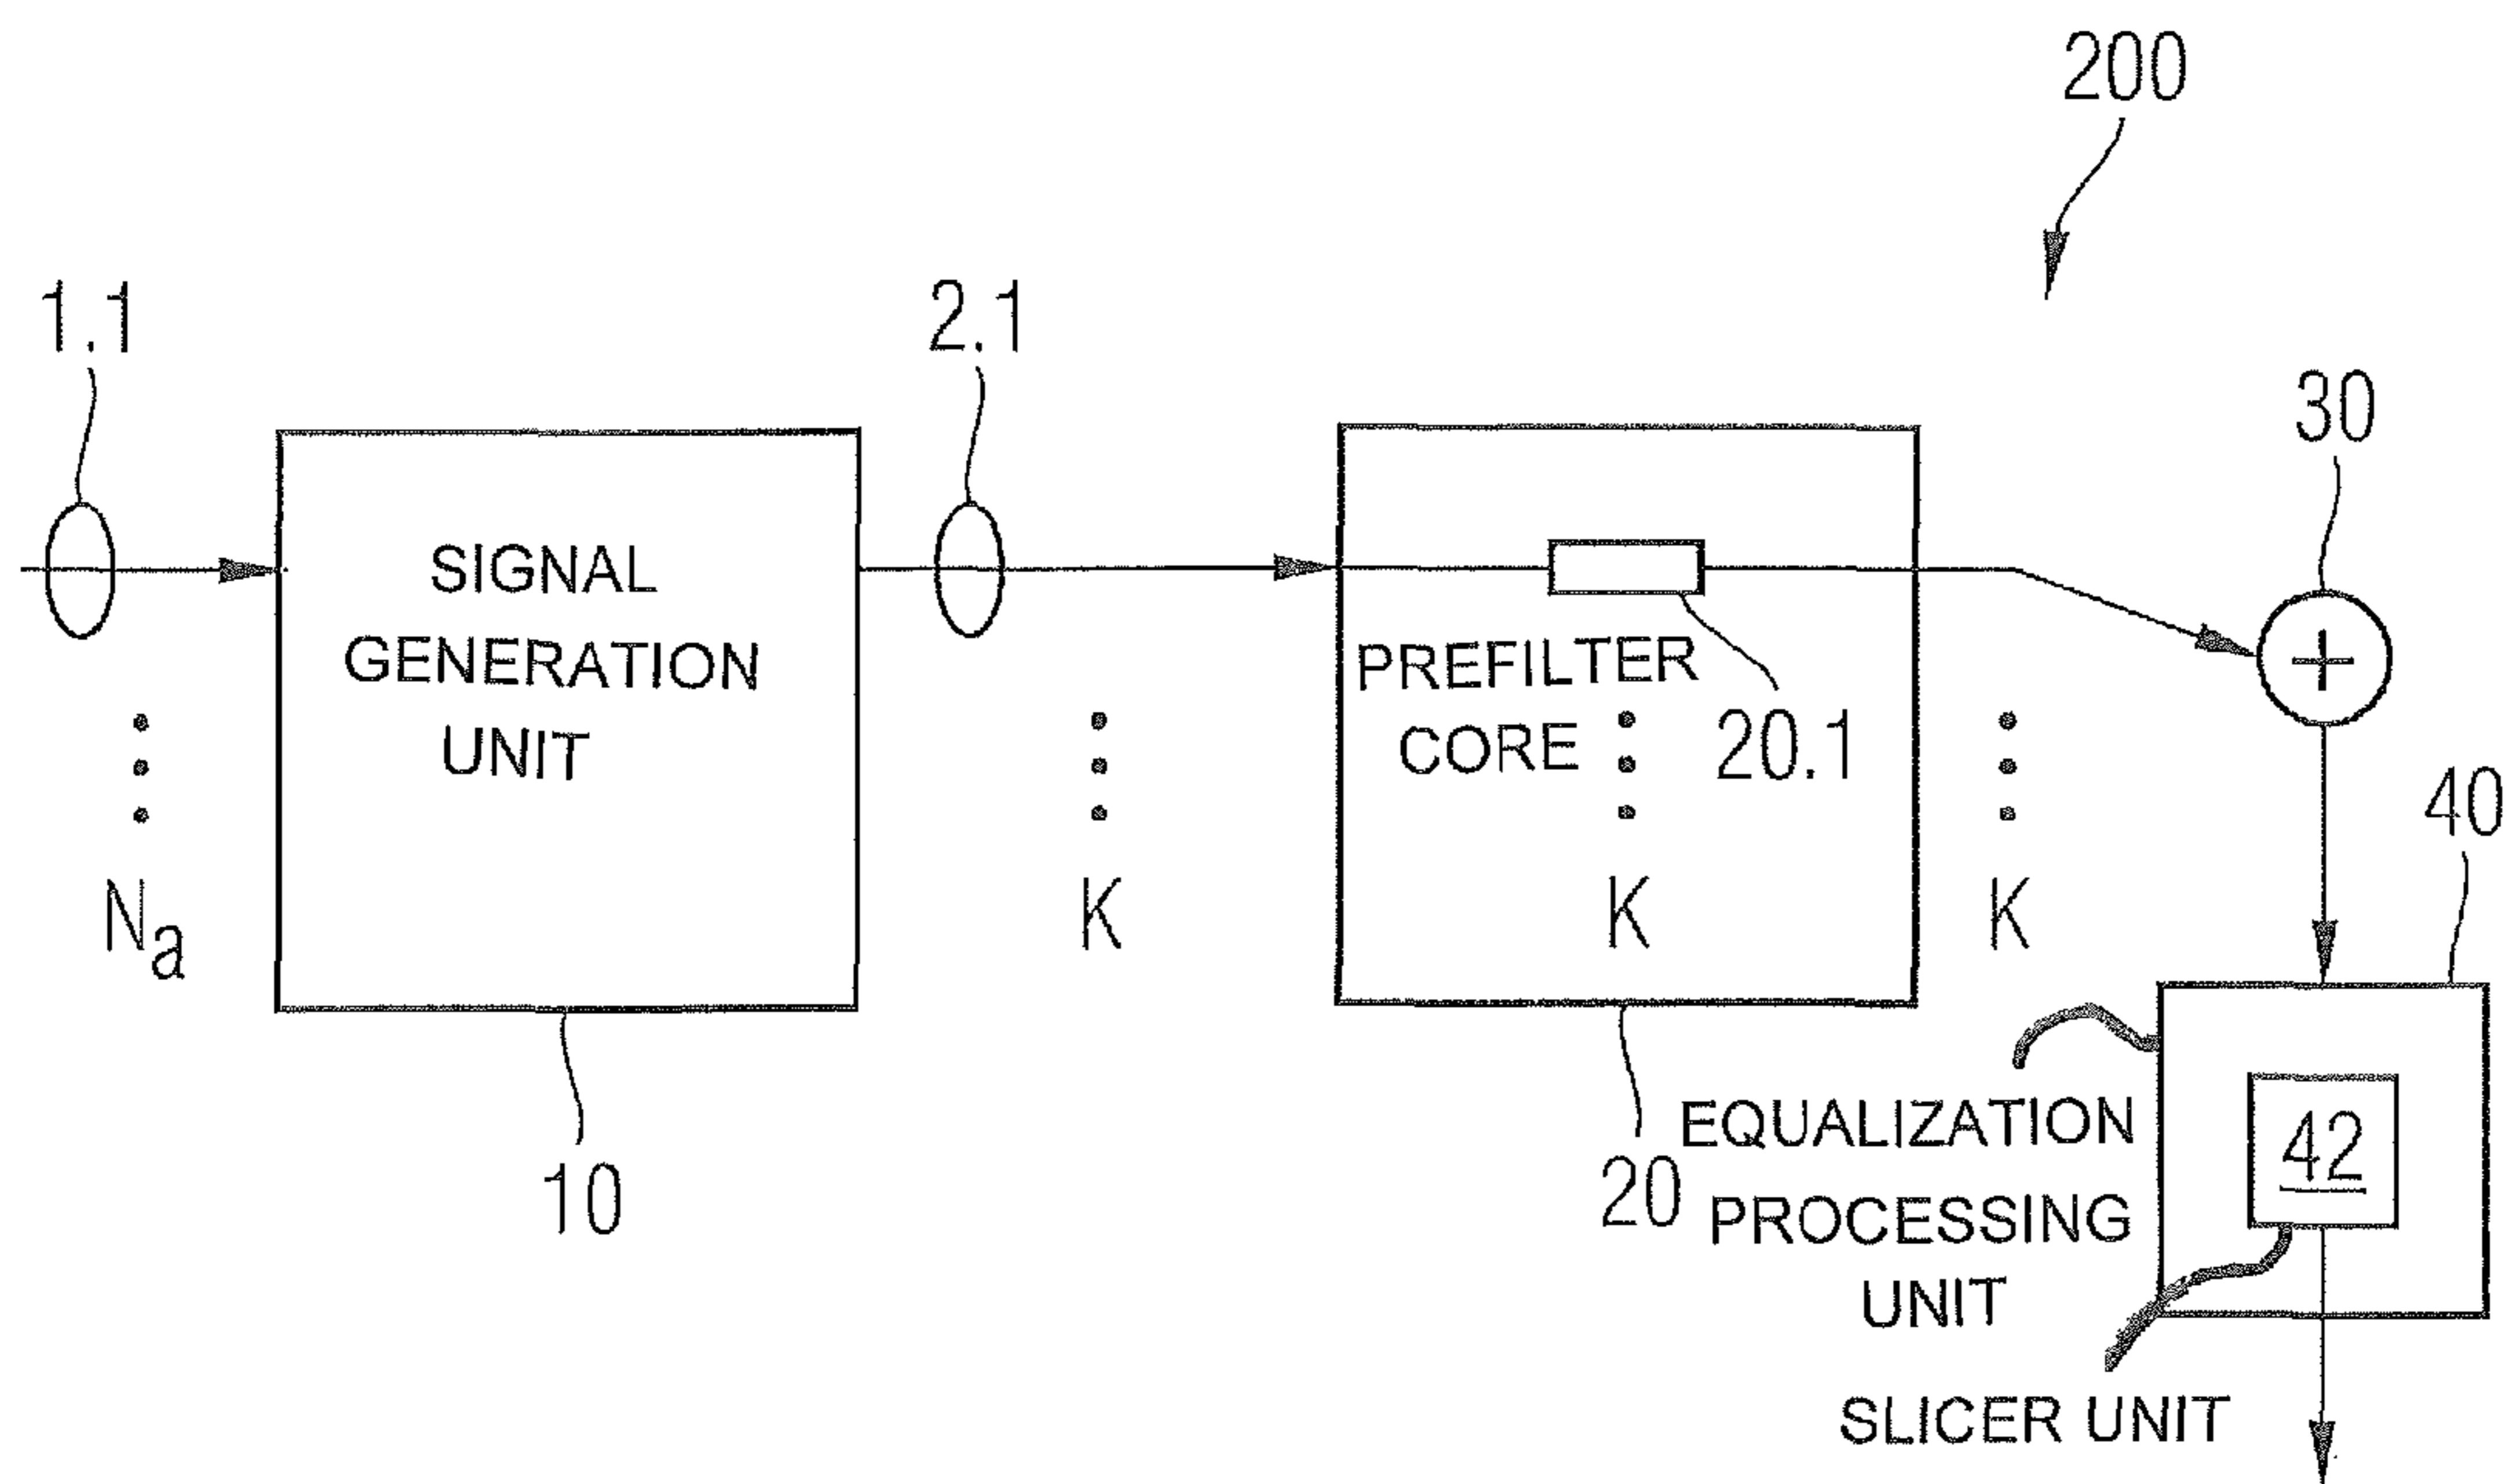 200
1.1
2.1
30
SIGNAL
GENERATION
UNIT
PREFILTER
CORE
20.1
+
40
Na
K
K
K
10
20
EQUALIZATION
PROCESSING
UNIT
42
SLICER UNIT